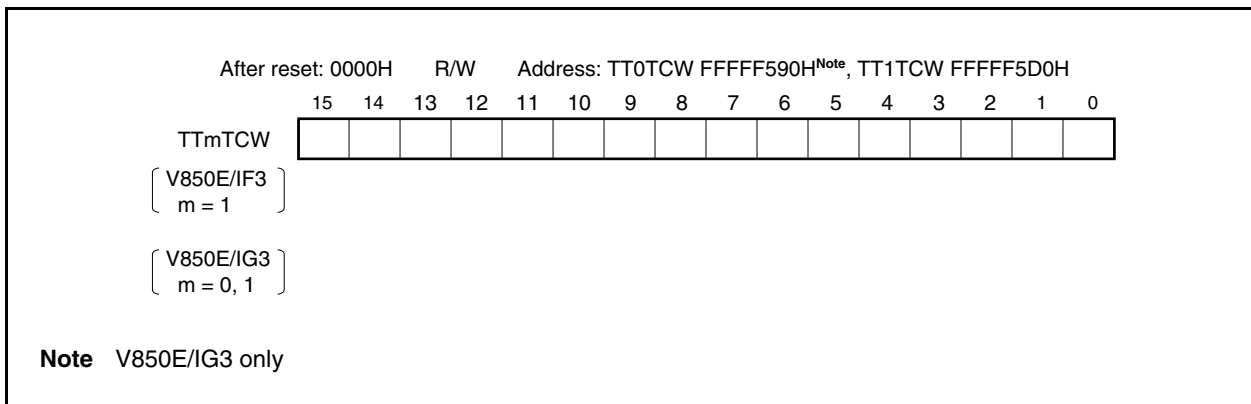 After reset: 0000H R/W Address: TT0TCW FFFFF590HNote, TT1TCW FFFFF5D0H
15 14 13 12 11 10 9 8 7 6 5 4 3 2 1 0
TTmTCW
V850E/IF3
m = 1
V850E/IG3
m = 0, 1
Note V850E/IG3 only